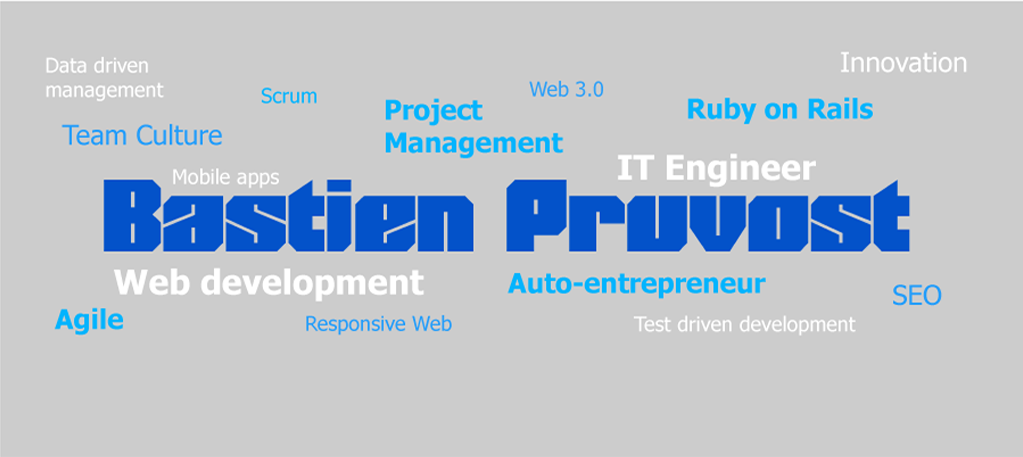 Data driven
management
Scrum
Project
Management
Web 3.0
Ruby on Rails
Innovation
Team Culture
Mobile apps
IT Engineer
Bastien Pruvost
Web development
Auto-entrepreneur
SEO
Agile
Responsive Web
Test driven development